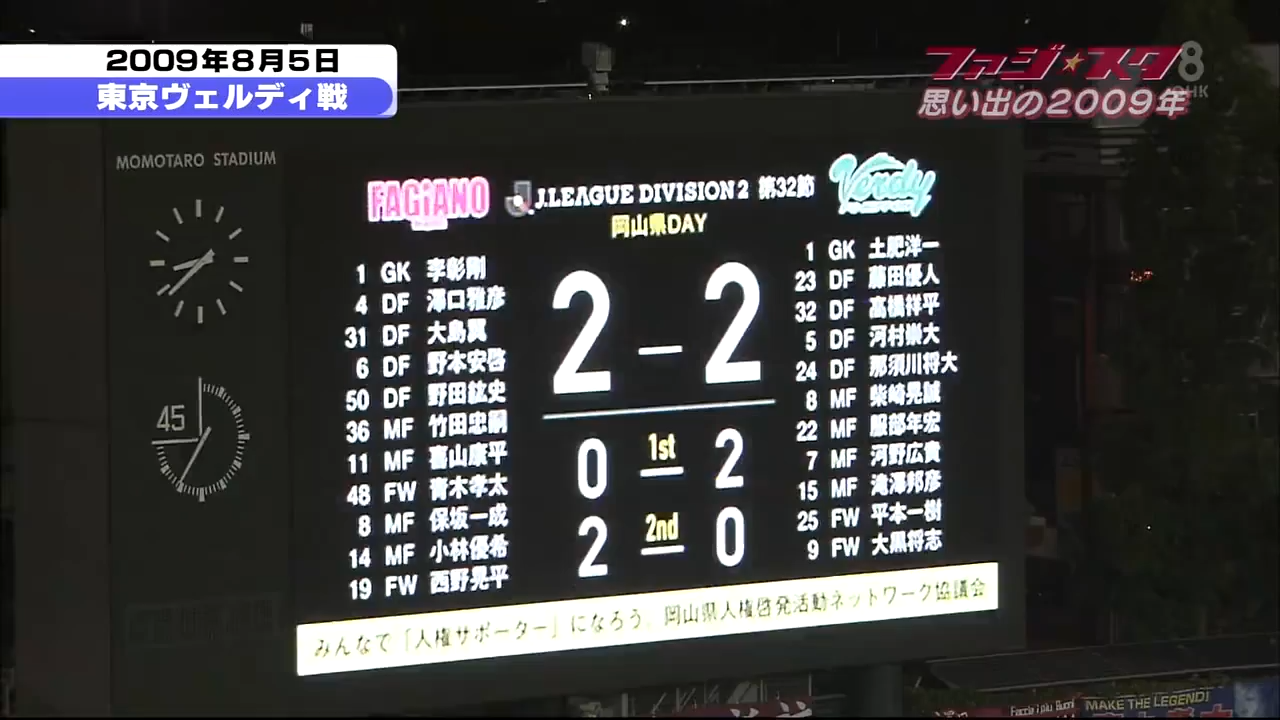 2009年8月5日
東京ヴェルディ戦
ファジ★スタ8
OHK
思い出の2009年
MOMOTARO STADIUM
45
FAGiANO
J.LEAGUE DIVISION 2 第32節
Verdy
岡山県DAY
1 GK 李彰剛
4 DF 澤口雅彦
31 DF 大島翼
6 DF 野本安啓
50 DF 野田紘史
36 MF 竹田忠嗣
11 MF 喜山康平
48 FW 青木孝太
8 MF 保坂一成
14 MF 小林優希
19 FW 西野晃平
2 - 2
0 1st 2
2 2nd 0
1 GK 土肥洋一
23 DF 藤田優人
32 DF 高橋祥平
5 DF 河村崇大
24 DF 那須川将大
8 MF 柴崎晃誠
22 MF 服部年宏
7 MF 河野広貴
15 MF 滝澤邦彦
25 FW 平本一樹
9 FW 大黒将志
みんなで「人権サポーター」になろう。岡山県人権啓発活動ネットワーク協議会
Faccia i più Buoni
MAKE THE LEGEND!